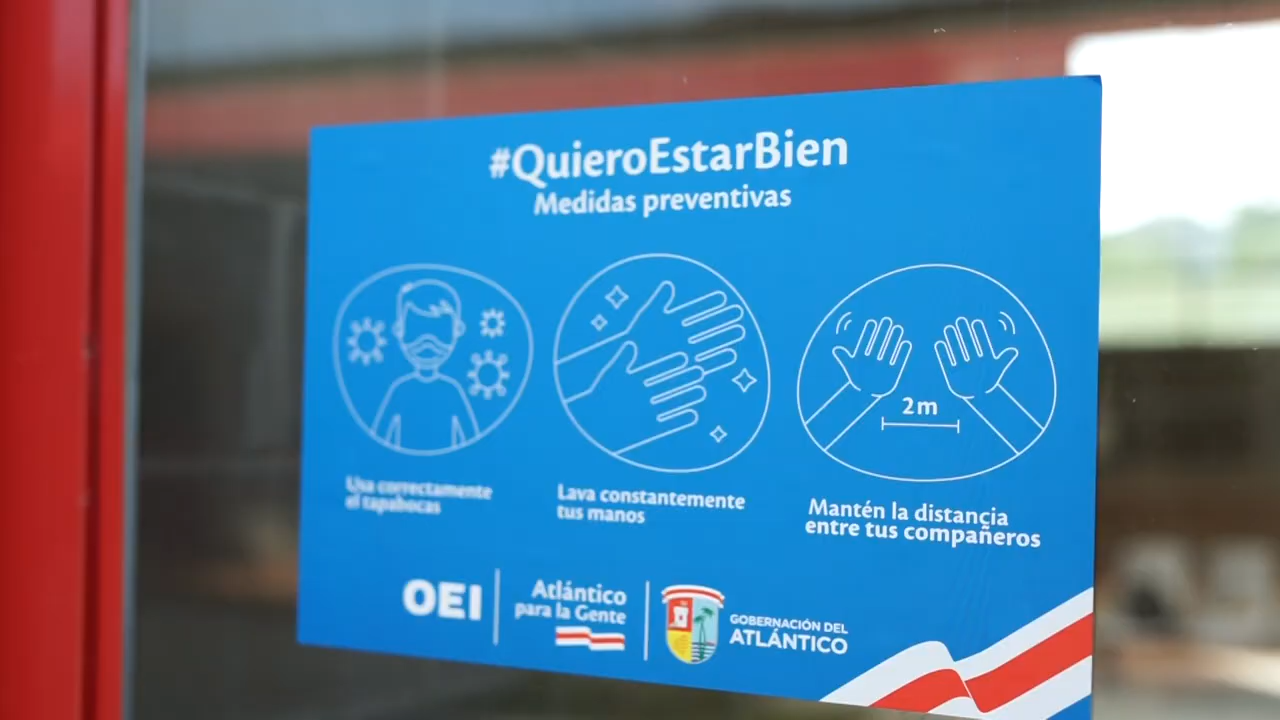 #QuieroEstarBien
Medidas preventivas
2m
Usa correctamente
el tapabocas
Lava constantemente
tus manos
Mantén la distancia
entre tus compañeros
OEI
Atlántico
para la Gente
GOBERNACIÓN DEL
ATLÁNTICO